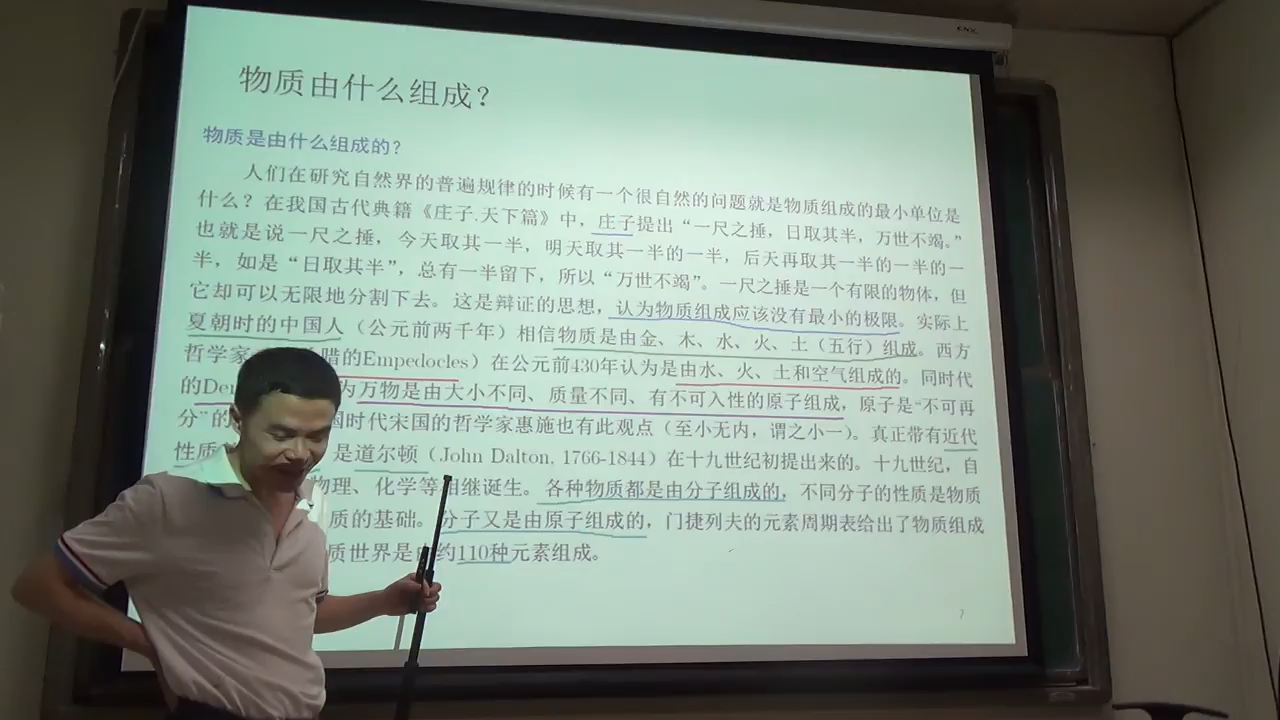 物质由什么组成？
物质是由什么组成的？
人们在研究自然界的普遍规律的时候有一个很自然的问题就是物质组成的最小单位是
什么？在我国古代典籍《庄子.天下篇》中，庄子提出“一尺之捶，日取其半，万世不竭。”
也就是说一尺之捶，今天取其一半，明天取其一半的一半，后天再取其一半的一半的一
半，如是“日取其半”，总有一半留下，所以“万世不竭”。一尺之捶是一个有限的物体，但
它却可以无限地分割下去。这是辩证的思想，认为物质组成应该没有最小的极限。实际上
夏朝时的中国人（公元前两千年）相信物质是由金、木、水、火、土（五行）组成。西方
哲学家 腊的Empedocles）在公元前430年认为是由水、火、土和空气组成的。同时代
的De 为万物是由大小不同、质量不同、有不可入性的原子组成，原子是“不可再
分”的 国时代宋国的哲学家惠施也有此观点（至小无内，谓之小一）。真正带有近代
性质 是道尔顿（John Dalton, 1766-1844）在十九世纪初提出来的。十九世纪，自
物理、化学等相继诞生。各种物质都是由分子组成的，不同分子的性质是物质
质的基础。分子又是由原子组成的，门捷列夫的元素周期表给出了物质组成
质世界是由约110种元素组成。
7